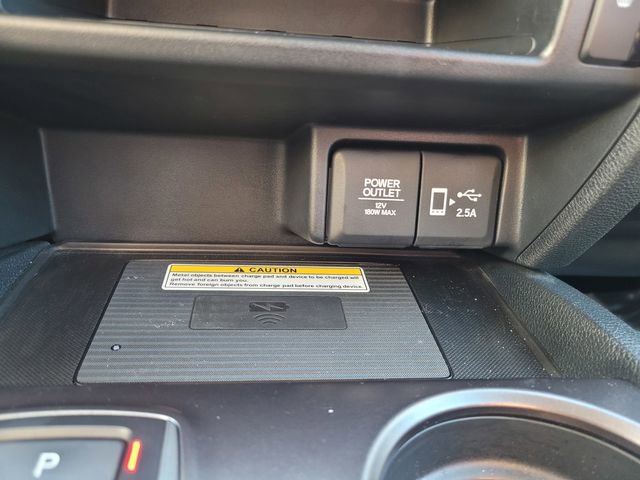 POWER
OUTLET
12V
180W MAX
2.5A
CAUTION
Metal objects between charge pad and device to be charged will
get hot and can burn you.
Remove foreign objects from charge pad before charging device.
P